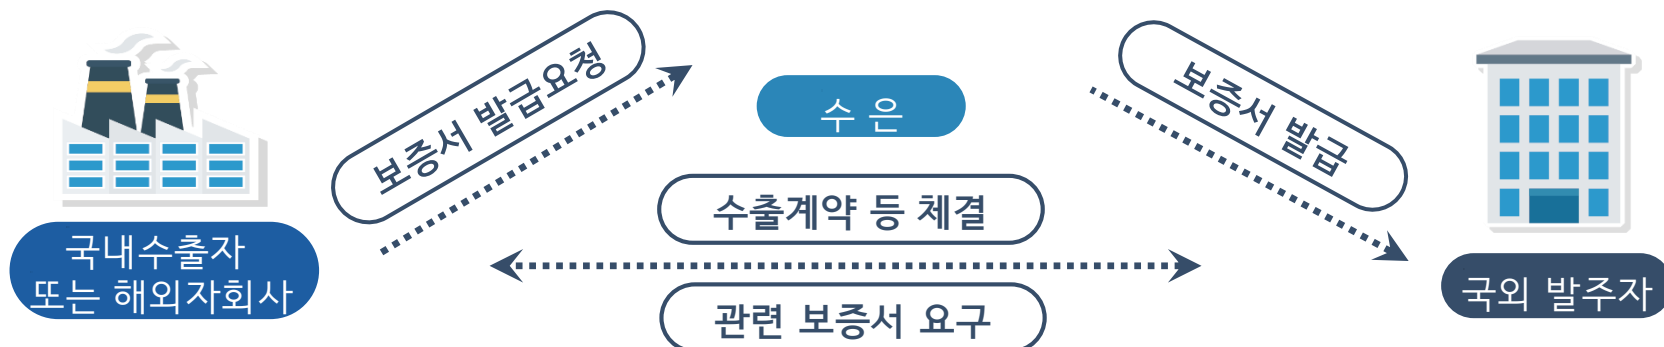 보증서 발급요청
수 은
보증서 발급
수출계약 등 체결
국내수출자
또는 해외자회사
관련 보증서 요구
국외 발주자